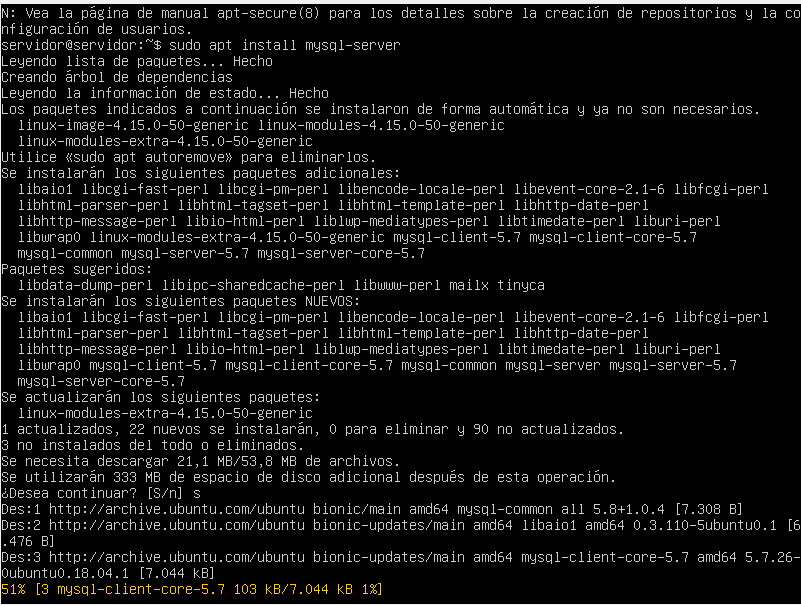 N: Vea la página de manual apt-secure(8) para los detalles sobre la creación de repositorios y la co
nfiguración de usuarios.
servidor@servidor:~$ sudo apt install mysql-server
Leyendo lista de paquetes... Hecho
Creando árbol de dependencias
Leyendo la información de estado... Hecho
Los paquetes indicados a continuación se instalaron de forma automática y ya no son necesarios.
  linux-image-4.15.0-50-generic linux-modules-4.15.0-50-generic
  linux-modules-extra-4.15.0-50-generic
Utilice «sudo apt autoremove» para eliminarlos.
Se instalarán los siguientes paquetes adicionales:
  libaio1 libcgi-fast-perl libcgi-pm-perl libencode-locale-perl libevent-core-2.1-6 libfcgi-perl
  libhtml-parser-perl libhtml-tagset-perl libhtml-template-perl libhttp-date-perl
  libhttp-message-perl libio-html-perl liblwp-mediatypes-perl libtimedate-perl liburi-perl
  libwrap0 linux-modules-extra-4.15.0-50-generic mysql-client-5.7 mysql-client-core-5.7
  mysql-common mysql-server-5.7 mysql-server-core-5.7
Paquetes sugeridos:
  libdata-dump-perl libipc-sharedcache-perl libwww-perl mailx tinyca
Se instalarán los siguientes paquetes NUEVOS:
  libaio1 libcgi-fast-perl libcgi-pm-perl libencode-locale-perl libevent-core-2.1-6 libfcgi-perl
  libhtml-parser-perl libhtml-tagset-perl libhtml-template-perl libhttp-date-perl
  libhttp-message-perl libio-html-perl liblwp-mediatypes-perl libtimedate-perl liburi-perl
  libwrap0 mysql-client-5.7 mysql-client-core-5.7 mysql-common mysql-server mysql-server-5.7
  mysql-server-core-5.7
Se actualizarán los siguientes paquetes:
  linux-modules-extra-4.15.0-50-generic
1 actualizados, 22 nuevos se instalarán, 0 para eliminar y 90 no actualizados.
3 no instalados del todo o eliminados.
Se necesita descargar 21,1 MB/53,8 MB de archivos.
Se utilizarán 333 MB de espacio de disco adicional después de esta operación.
¿Desea continuar? [S/n] s
Des:1 http://archive.ubuntu.com/ubuntu bionic/main amd64 mysql-common all 5.8+1.0.4 [7.308 B]
Des:2 http://archive.ubuntu.com/ubuntu bionic-updates/main amd64 libaio1 amd64 0.3.110-5ubuntu0.1 [6
.476 B]
Des:3 http://archive.ubuntu.com/ubuntu bionic-updates/main amd64 mysql-client-core-5.7 amd64 5.7.26-
0ubuntu0.18.04.1 [7.044 kB]
51% [3 mysql-client-core-5.7 103 kB/7.044 kB 1%]